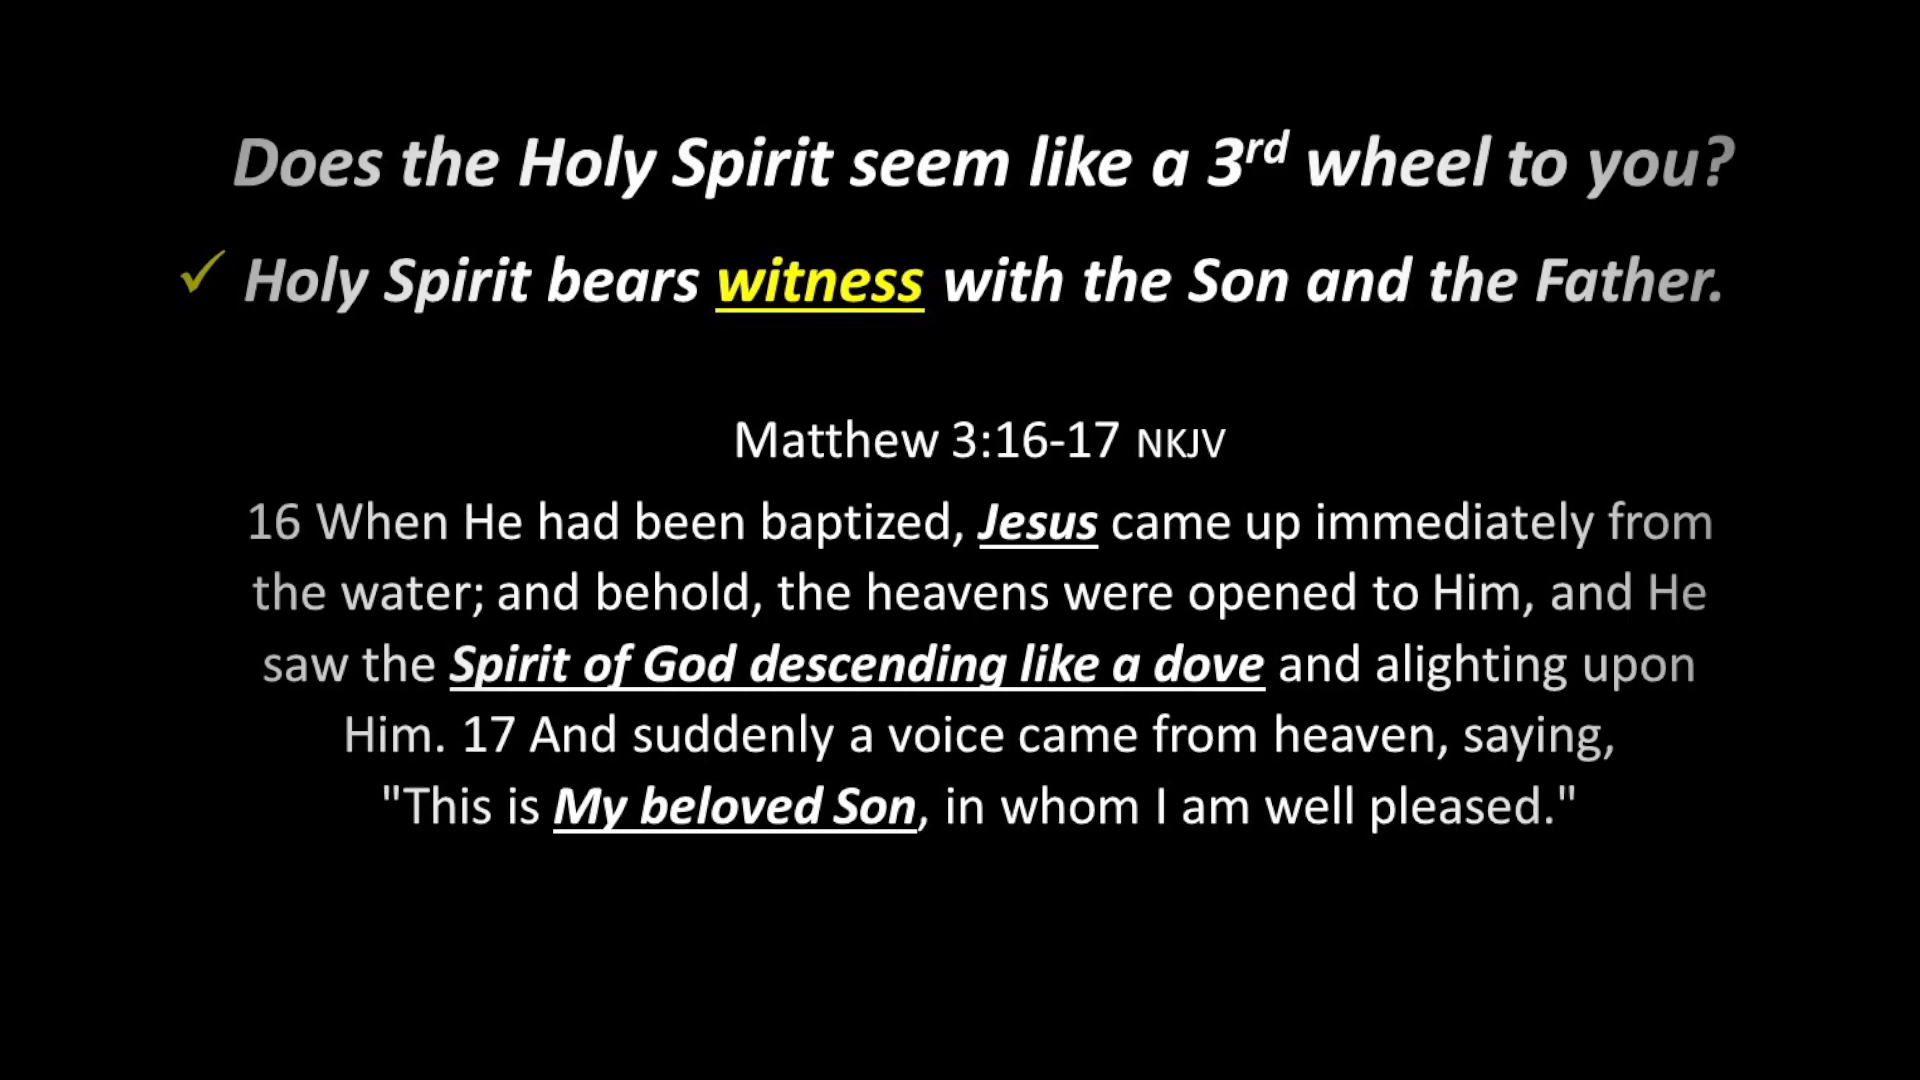 Does the Holy Spirit seem like a 3rd wheel to you?
✓ Holy Spirit bears witness with the Son and the Father.
Matthew 3:16-17 NKJV
16 When He had been baptized, Jesus came up immediately from
the water; and behold, the heavens were opened to Him, and He
saw the Spirit of God descending like a dove and alighting upon
Him. 17 And suddenly a voice came from heaven, saying,
"This is My beloved Son, in whom I am well pleased."